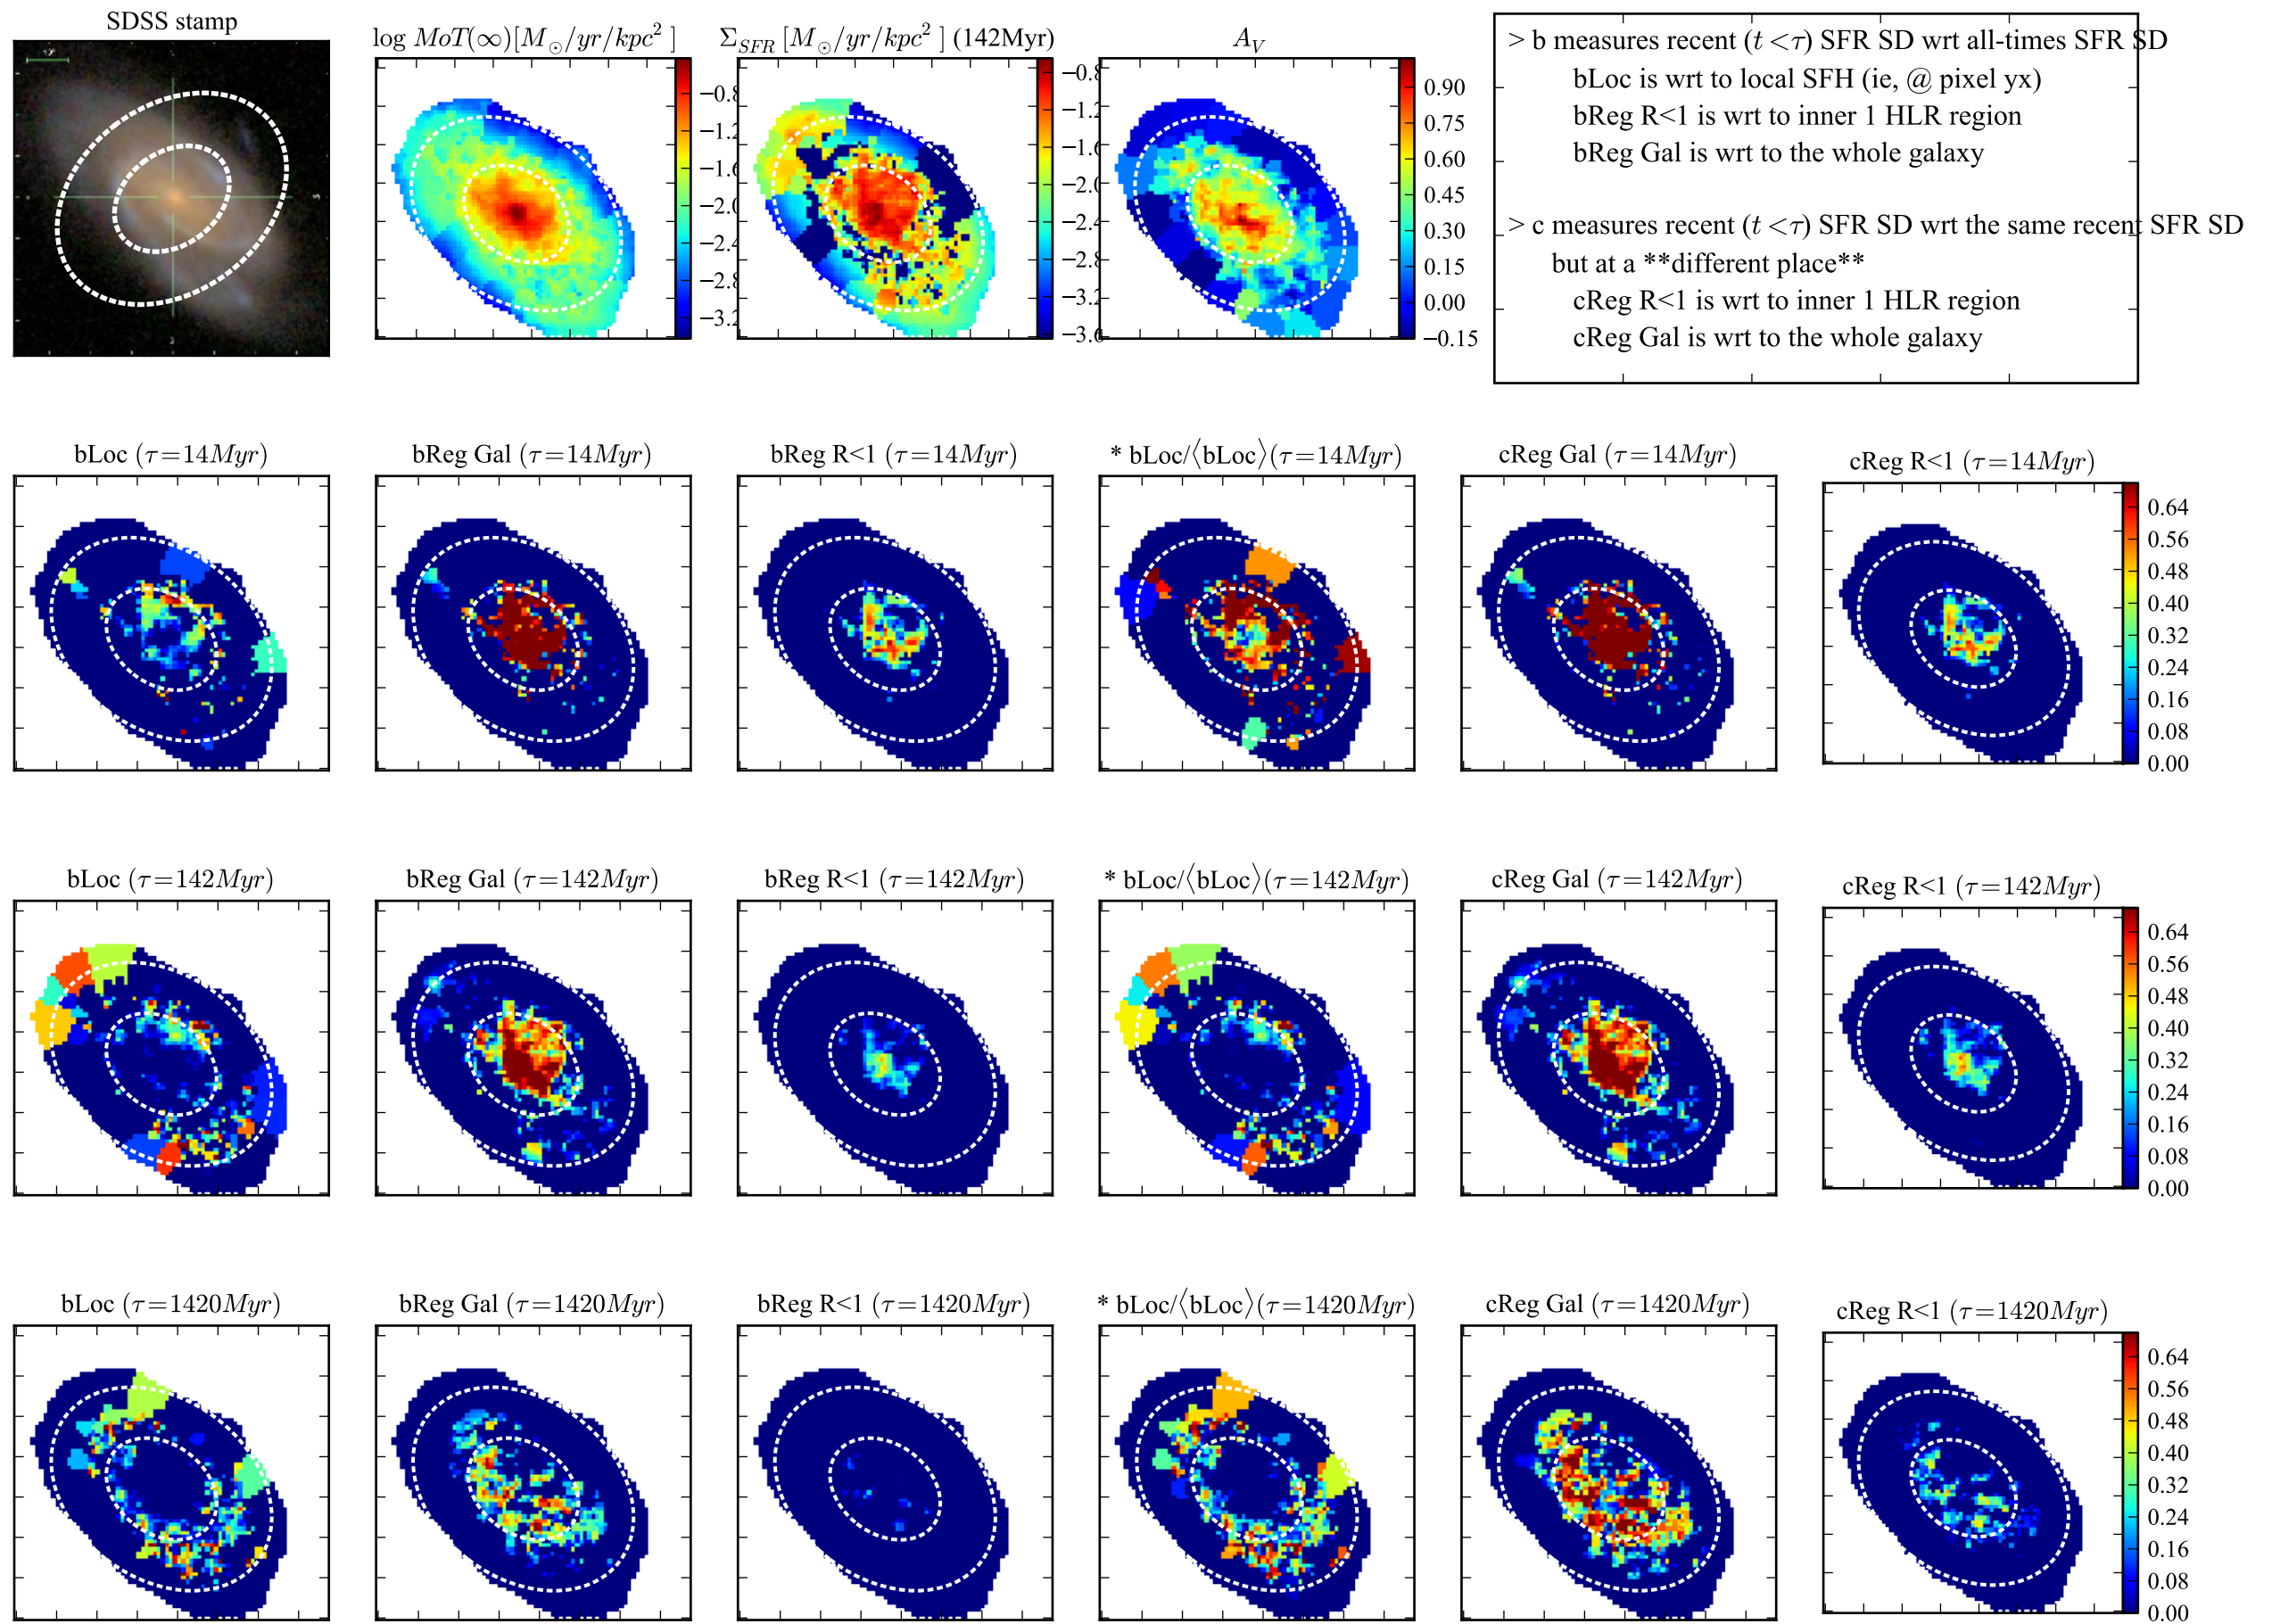 SDSS stamp
log MoT(∞)[M⊙/yr/kpc² ]
Σ_SFR [M⊙/yr/kpc² ] (142Myr)
A_V
−0.8
−1.2
−1.6
−2.0
−2.4
−2.8
−3.2
−0.8
−1.2
−1.6
−2.0
−2.4
−2.8
−3.2
−3.6
0.90
0.75
0.60
0.45
0.30
0.15
0.00
−0.15
> b measures recent (t <τ) SFR SD wrt all-times SFR SD
bLoc is wrt to local SFH (ie, @ pixel yx)
bReg R<1 is wrt to inner 1 HLR region
bReg Gal is wrt to the whole galaxy
> c measures recent (t <τ) SFR SD wrt the same recent SFR SD
but at a **different place**
cReg R<1 is wrt to inner 1 HLR region
cReg Gal is wrt to the whole galaxy
bLoc (τ=14Myr)
bReg Gal (τ=14Myr)
bReg R<1 (τ=14Myr)
* bLoc/⟨bLoc⟩(τ=14Myr)
cReg Gal (τ=14Myr)
cReg R<1 (τ=14Myr)
0.64
0.56
0.48
0.40
0.32
0.24
0.16
0.08
0.00
bLoc (τ=142Myr)
bReg Gal (τ=142Myr)
bReg R<1 (τ=142Myr)
* bLoc/⟨bLoc⟩(τ=142Myr)
cReg Gal (τ=142Myr)
cReg R<1 (τ=142Myr)
0.64
0.56
0.48
0.40
0.32
0.24
0.16
0.08
0.00
bLoc (τ=1420Myr)
bReg Gal (τ=1420Myr)
bReg R<1 (τ=1420Myr)
* bLoc/⟨bLoc⟩(τ=1420Myr)
cReg Gal (τ=1420Myr)
cReg R<1 (τ=1420Myr)
0.64
0.56
0.48
0.40
0.32
0.24
0.16
0.08
0.00